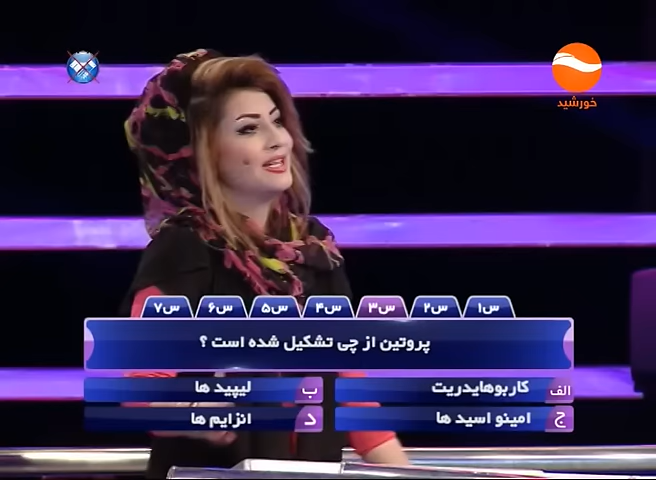 خورشید
س۱ س۲ س۳ س۴ س۵ س۶ س۷
پروتین از چی تشکیل شده است ؟
الف کاربوهایدریت ب لیپید ها
ج امینو اسید ها د انزایم ها